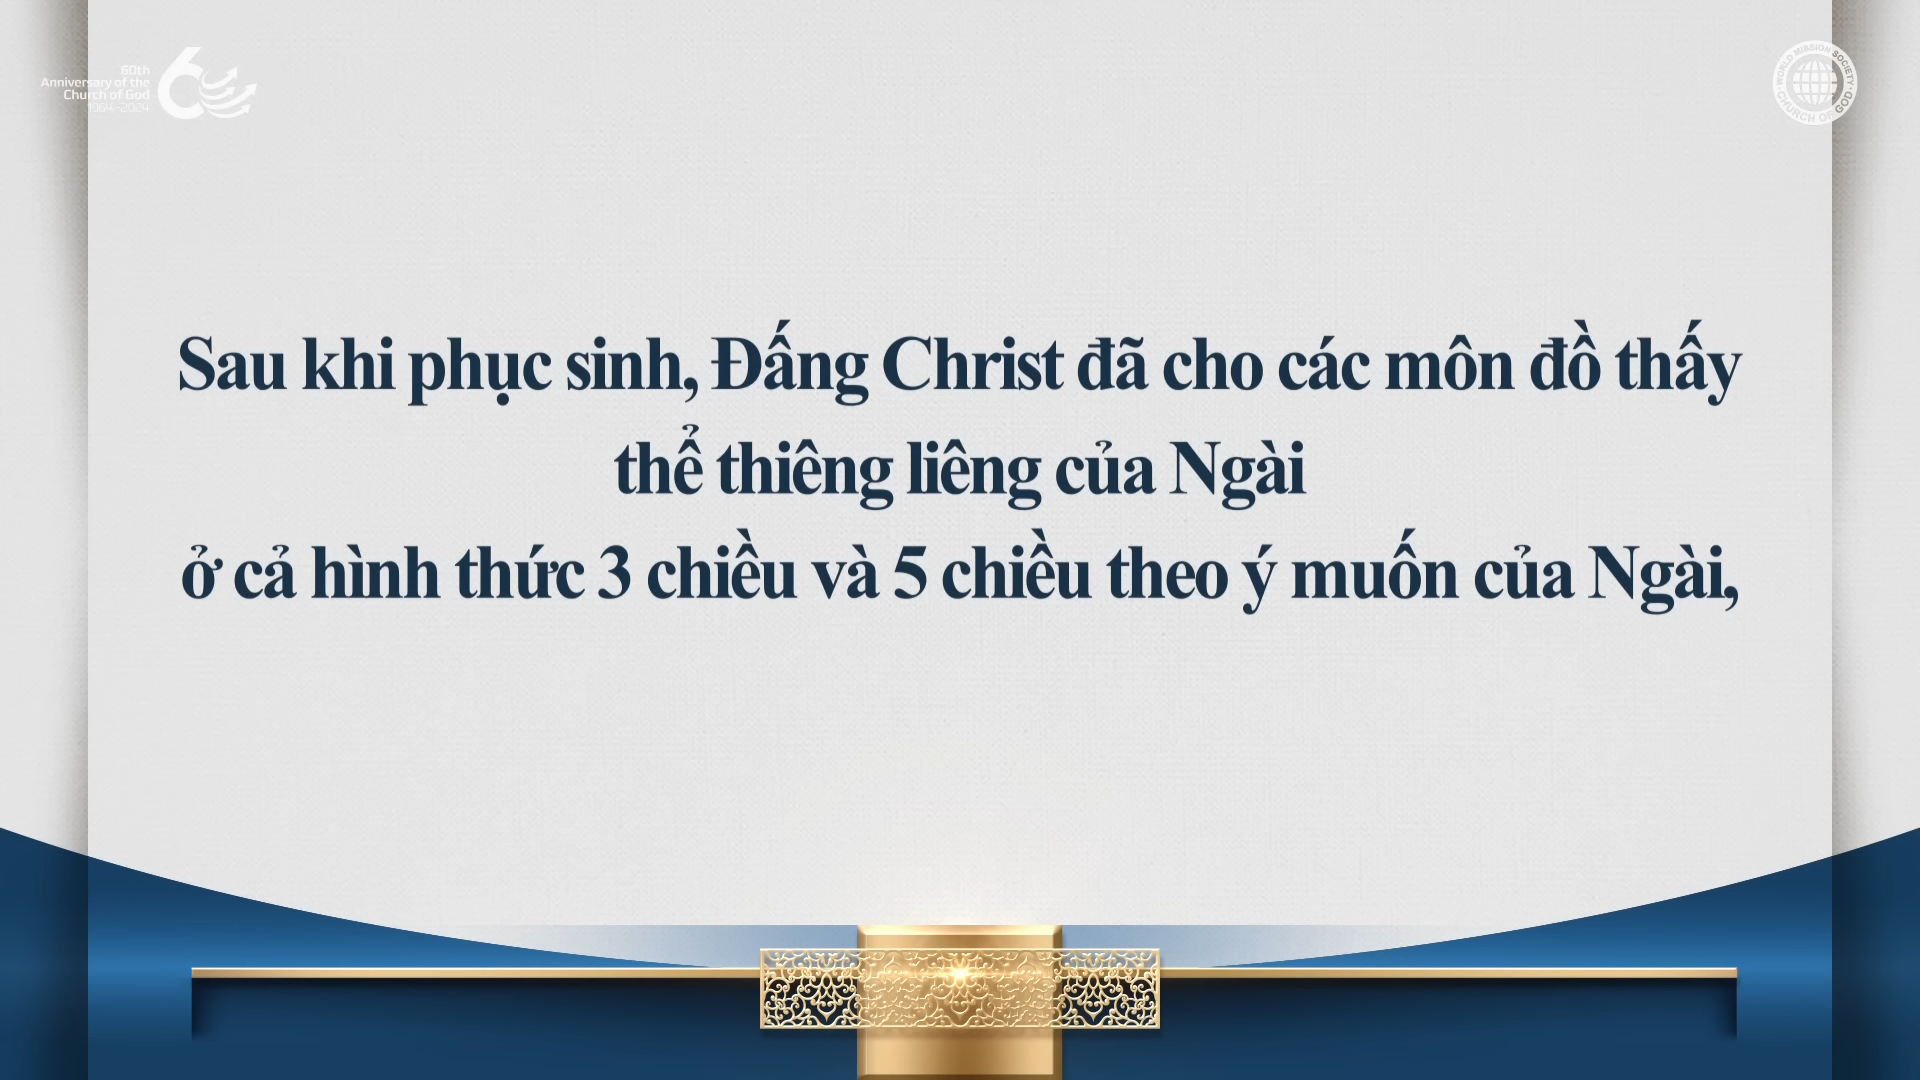 60th
Anniversary of the
Church of God
1964-2024
WORLD MISSION SOCIETY
CHURCH OF GOD
Sau khi phục sinh, Đấng Christ đã cho các môn đồ thấy
thể thiêng liêng của Ngài
ở cả hình thức 3 chiều và 5 chiều theo ý muốn của Ngài,